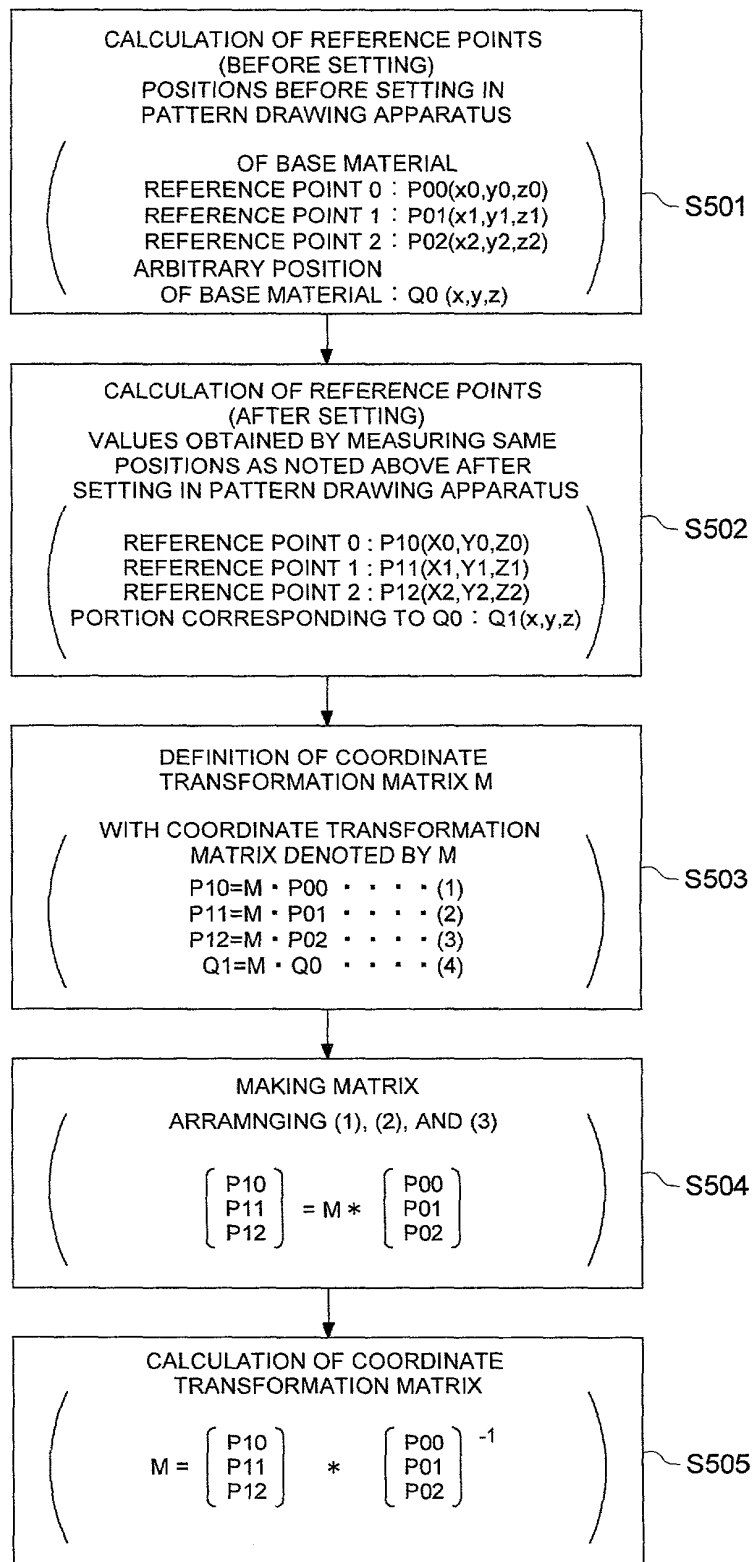 CALCULATION OF REFERENCE POINTS
(BEFORE SETTING)
POSITIONS BEFORE SETTING IN
PATTERN DRAWING APPARATUS
OF BASE MATERIAL
REFERENCE POINT 0 : P00(x0,y0,z0)
REFERENCE POINT 1 : P01(x1,y1,z1)
REFERENCE POINT 2 : P02(x2,y2,z2)
ARBITRARY POSITION
OF BASE MATERIAL : Q0 (x,y,z)
S501
CALCULATION OF REFERENCE POINTS
(AFTER SETTING)
VALUES OBTAINED BY MEASURING SAME
POSITIONS AS NOTED ABOVE AFTER
SETTING IN PATTERN DRAWING APPARATUS
REFERENCE POINT 0 : P10(X0,Y0,Z0)
REFERENCE POINT 1 : P11(X1,Y1,Z1)
REFERENCE POINT 2 : P12(X2,Y2,Z2)
PORTION CORRESPONDING TO Q0 : Q1(x,y,z)
S502
DEFINITION OF COORDINATE
TRANSFORMATION MATRIX M
WITH COORDINATE TRANSFORMATION
MATRIX DENOTED BY M
P10=M・P00 ・・・・(1)
P11=M・P01 ・・・・(2)
P12=M・P02 ・・・・(3)
Q1=M・Q0 ・・・・(4)
S503
MAKING MATRIX
ARRAMNGING (1), (2), AND (3)
P10 P00
P11 = M * P01
P12 P02
S504
CALCULATION OF COORDINATE
TRANSFORMATION MATRIX
P10 P00 -1
M = P11 * P01
P12 P02
S505